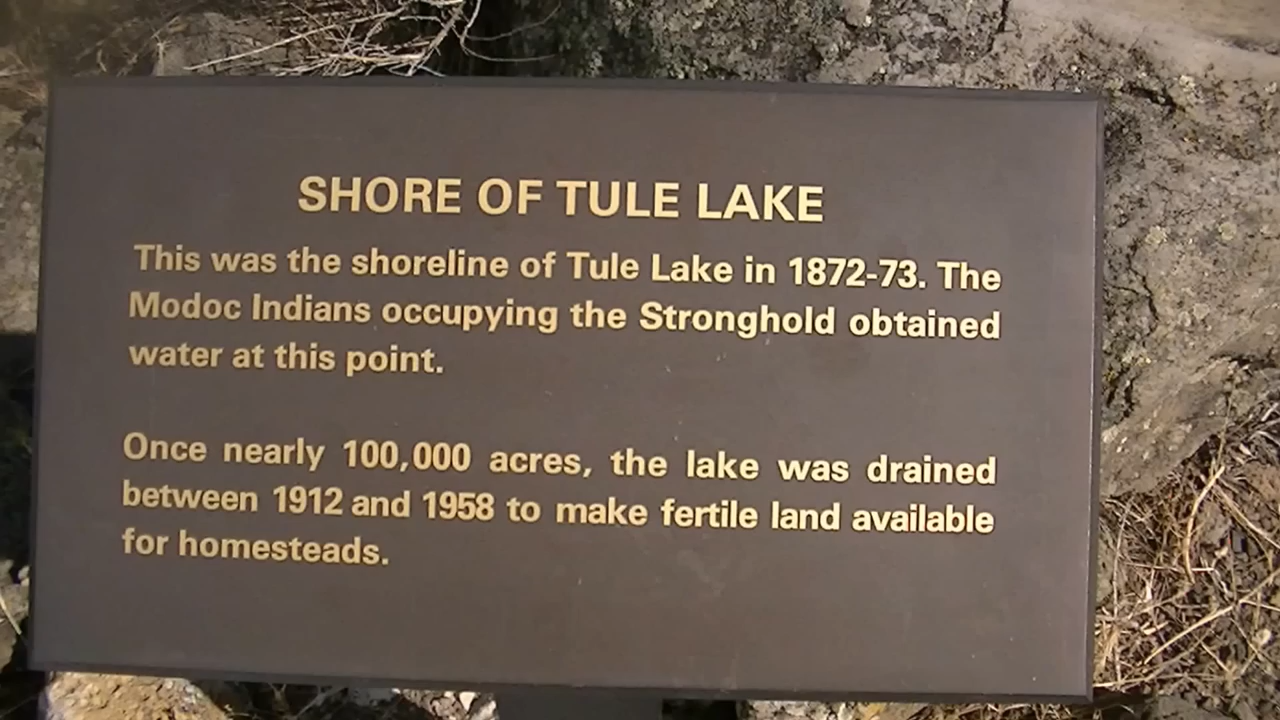 SHORE OF TULE LAKE
This was the shoreline of Tule Lake in 1872-73. The
Modoc Indians occupying the Stronghold obtained
water at this point.
Once nearly 100,000 acres, the lake was drained
between 1912 and 1958 to make fertile land available
for homesteads.